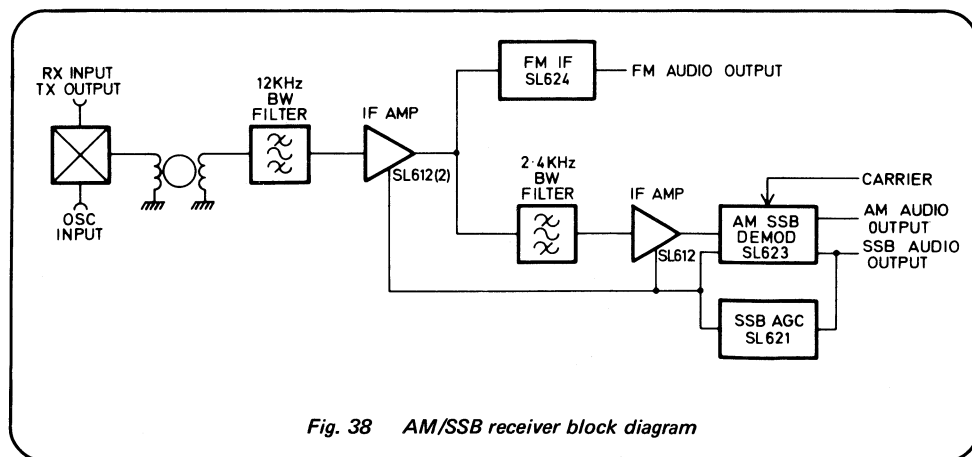 RX INPUT
TX OUTPUT
OSC
INPUT
12KHz
BW
FILTER
IF AMP
SL612(2)
FM IF
SL624
FM AUDIO OUTPUT
2·4KHz
BW
FILTER
IF AMP
SL612
CARRIER
AM SSB
DEMOD
SL623
AM AUDIO
OUTPUT
SSB AUDIO
OUTPUT
SSB AGC
SL621
Fig. 38 AM/SSB receiver block diagram